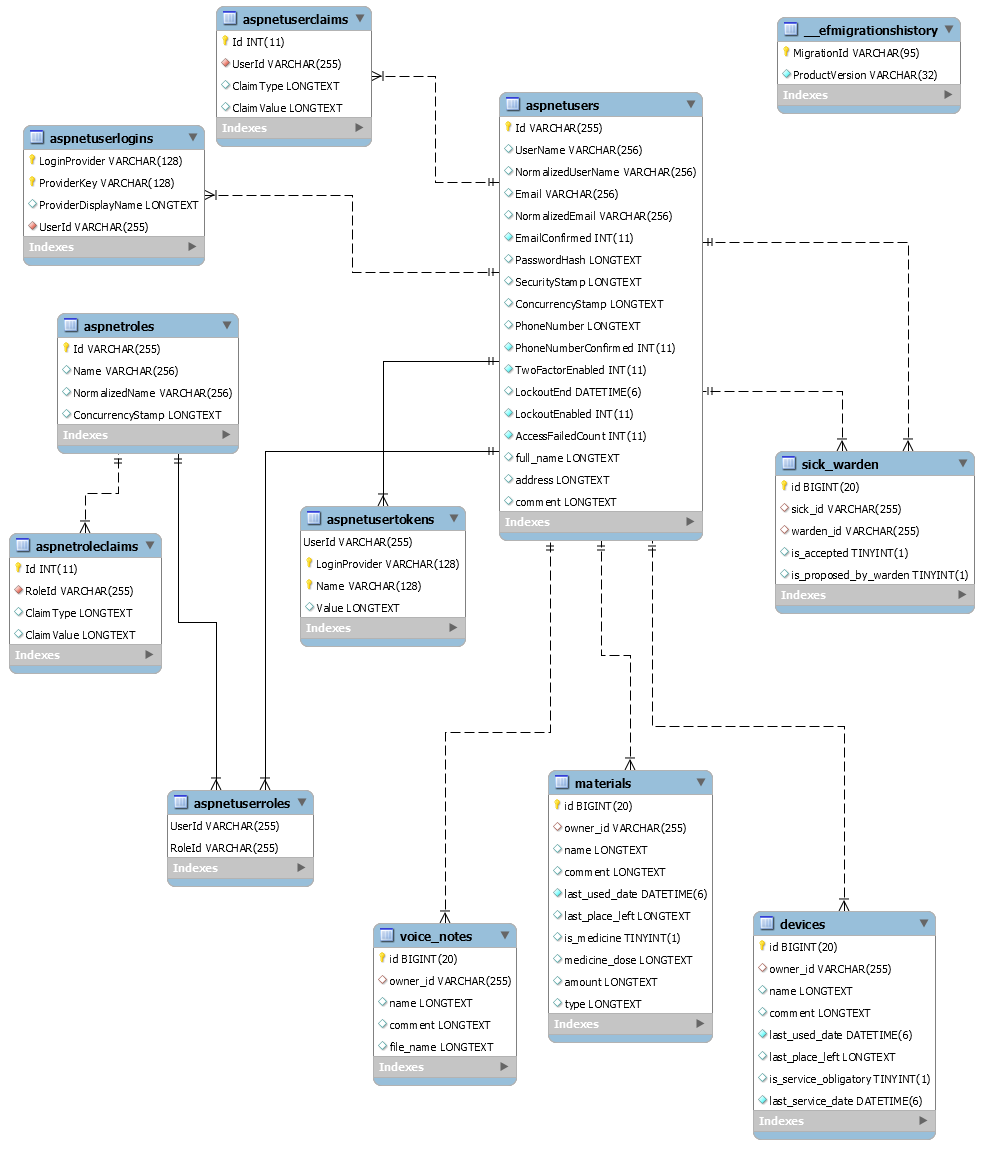 aspnetuserclaims
Id INT(11)
UserId VARCHAR(255)
ClaimType LONGTEXT
ClaimValue LONGTEXT
Indexes
__efmigrationshistory
MigrationId VARCHAR(95)
ProductVersion VARCHAR(32)
Indexes
aspnetusers
Id VARCHAR(255)
UserName VARCHAR(256)
NormalizedUserName VARCHAR(256)
Email VARCHAR(256)
NormalizedEmail VARCHAR(256)
EmailConfirmed INT(11)
PasswordHash LONGTEXT
SecurityStamp LONGTEXT
ConcurrencyStamp LONGTEXT
PhoneNumber LONGTEXT
PhoneNumberConfirmed INT(11)
TwoFactorEnabled INT(11)
LockoutEnd DATETIME(6)
LockoutEnabled INT(11)
AccessFailedCount INT(11)
full_name LONGTEXT
address LONGTEXT
comment LONGTEXT
Indexes
aspnetuserlogins
LoginProvider VARCHAR(128)
ProviderKey VARCHAR(128)
ProviderDisplayName LONGTEXT
UserId VARCHAR(255)
Indexes
aspnetroles
Id VARCHAR(255)
Name VARCHAR(256)
NormalizedName VARCHAR(256)
ConcurrencyStamp LONGTEXT
Indexes
sick_warden
id BIGINT(20)
sick_id VARCHAR(255)
warden_id VARCHAR(255)
is_accepted TINYINT(1)
is_proposed_by_warden TINYINT(1)
Indexes
aspnetusertokens
UserId VARCHAR(255)
LoginProvider VARCHAR(128)
Name VARCHAR(128)
Value LONGTEXT
Indexes
aspnetroleclaims
Id INT(11)
RoleId VARCHAR(255)
ClaimType LONGTEXT
ClaimValue LONGTEXT
Indexes
aspnetuserroles
UserId VARCHAR(255)
RoleId VARCHAR(255)
Indexes
materials
id BIGINT(20)
owner_id VARCHAR(255)
name LONGTEXT
comment LONGTEXT
last_used_date DATETIME(6)
last_place_left LONGTEXT
is_medicine TINYINT(1)
medicine_dose LONGTEXT
amount LONGTEXT
type LONGTEXT
Indexes
voice_notes
id BIGINT(20)
owner_id VARCHAR(255)
name LONGTEXT
comment LONGTEXT
file_name LONGTEXT
Indexes
devices
id BIGINT(20)
owner_id VARCHAR(255)
name LONGTEXT
comment LONGTEXT
last_used_date DATETIME(6)
last_place_left LONGTEXT
is_service_obligatory TINYINT(1)
last_service_date DATETIME(6)
Indexes